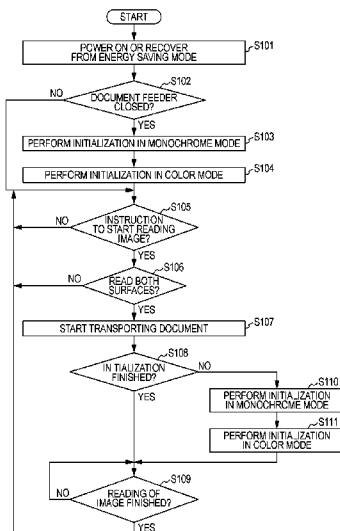 START
S101
POWER ON OR RECOVER
FROM ENERGY SAVING MODE
S102
NO
DOCUMENT FEEDER
CLOSED?
YES
S103
PERFORM INITIALIZATION IN MONOCHROME MODE
S104
PERFORM INITIALIZATION IN COLOR MODE
S105
NO
INSTRUCTION
TO START READING
IMAGE?
YES
S106
NO
READ BOTH
SURFACES?
YES
S107
START TRANSPORTING DOCUMENT
S108
NO
IN TIALIZATION
FINISHED?
YES
S110
PERFORM INITIALIZATION
IN MONOCHROME MODE
S111
PERFORM INITIALIZATION
IN COLOR MODE
S109
NO
READING OF
IMAGE FINISHED?
YES